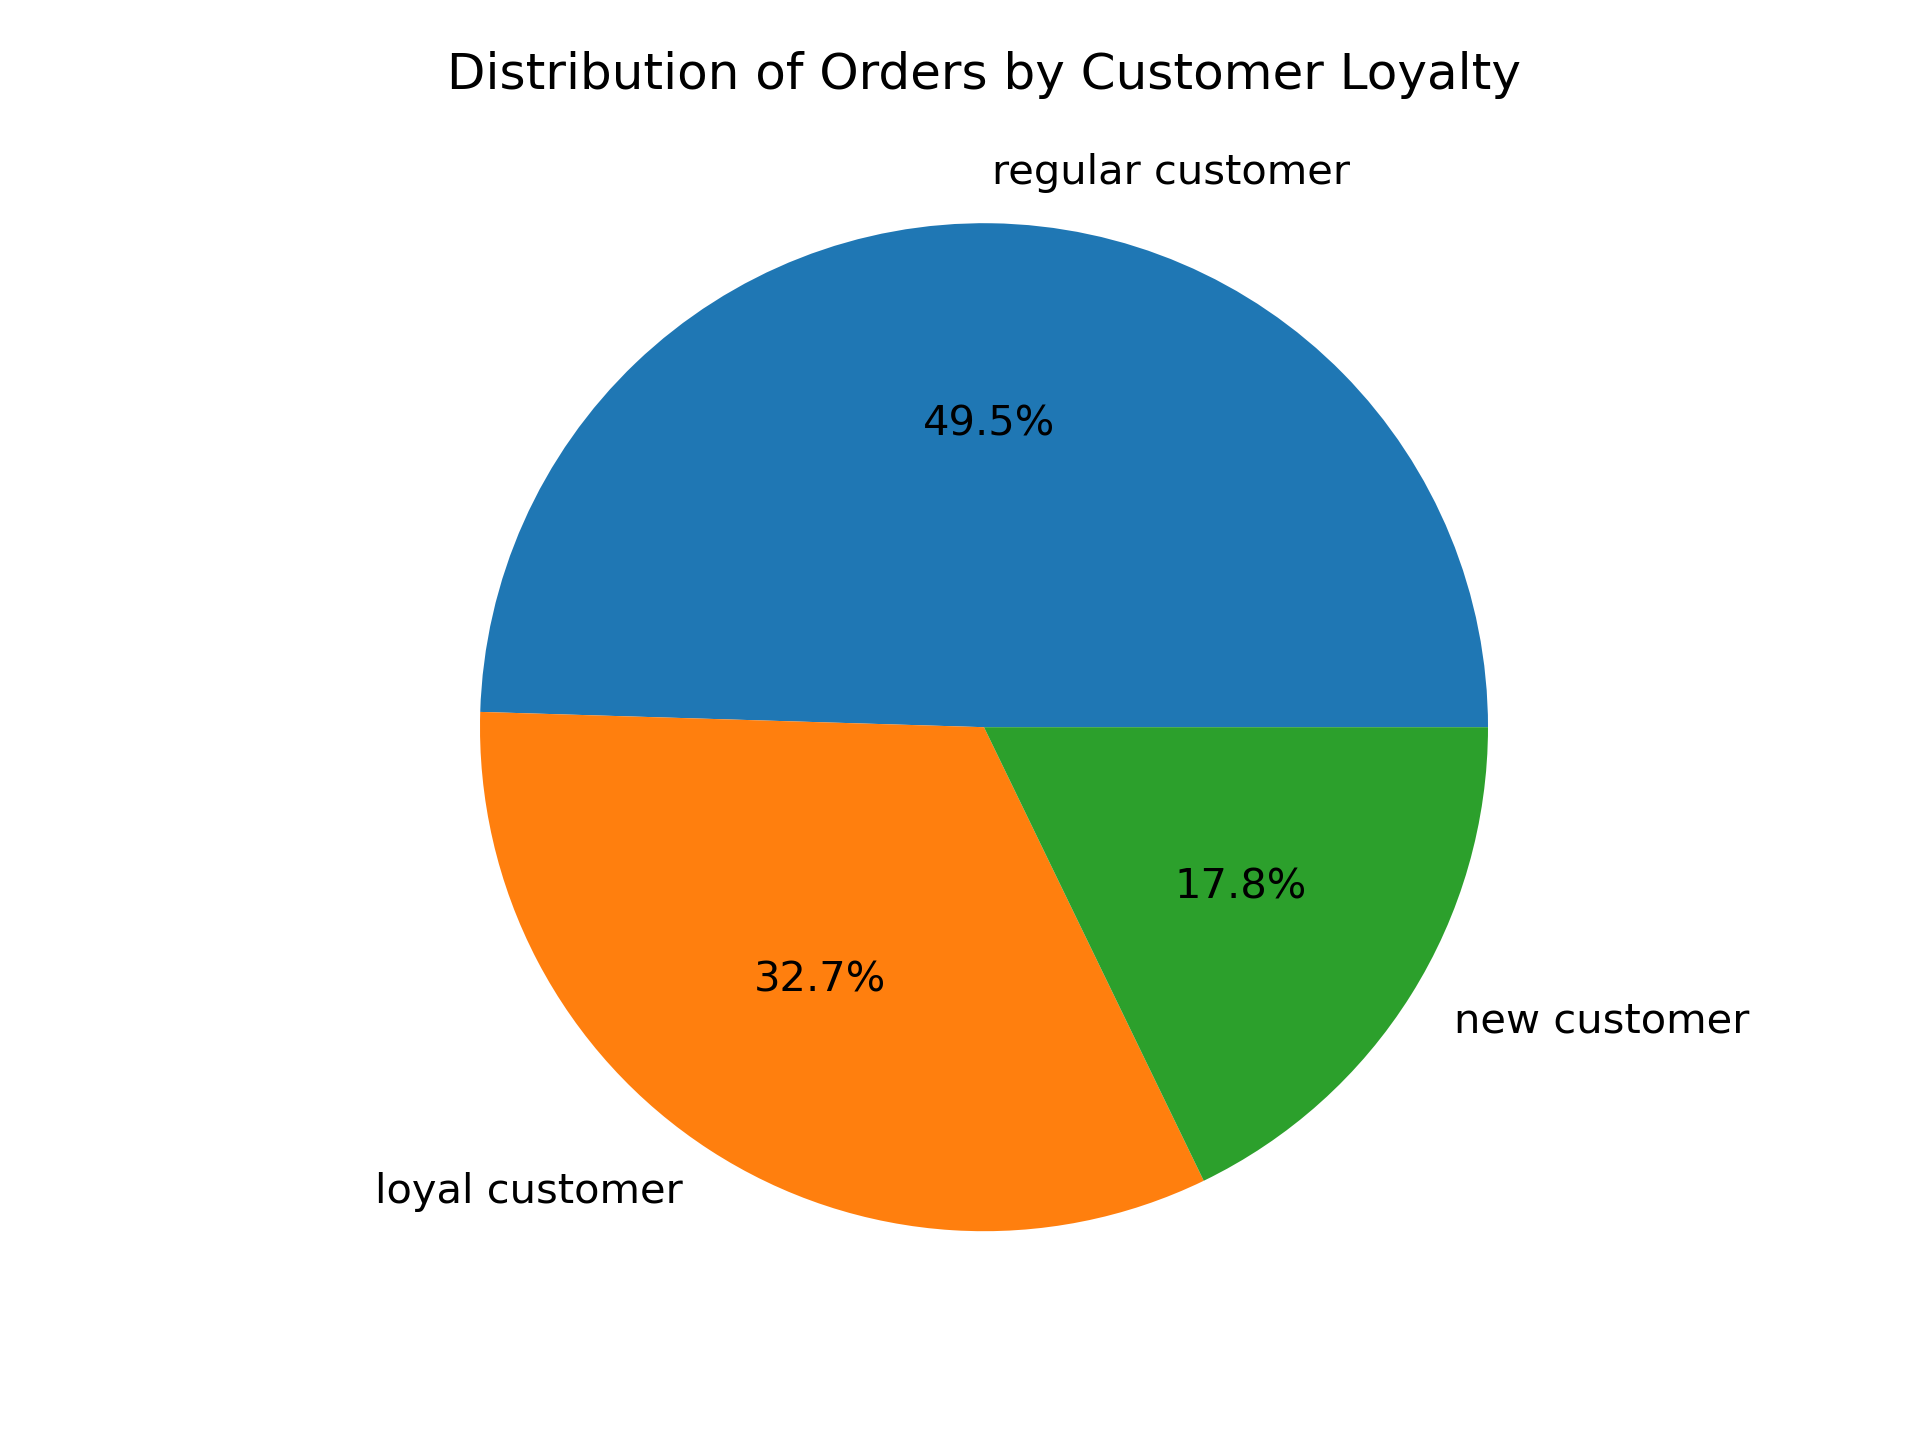 Distribution of Orders by Customer Loyalty
regular customer
49.5%
17.8%
32.7%
new customer
loyal customer